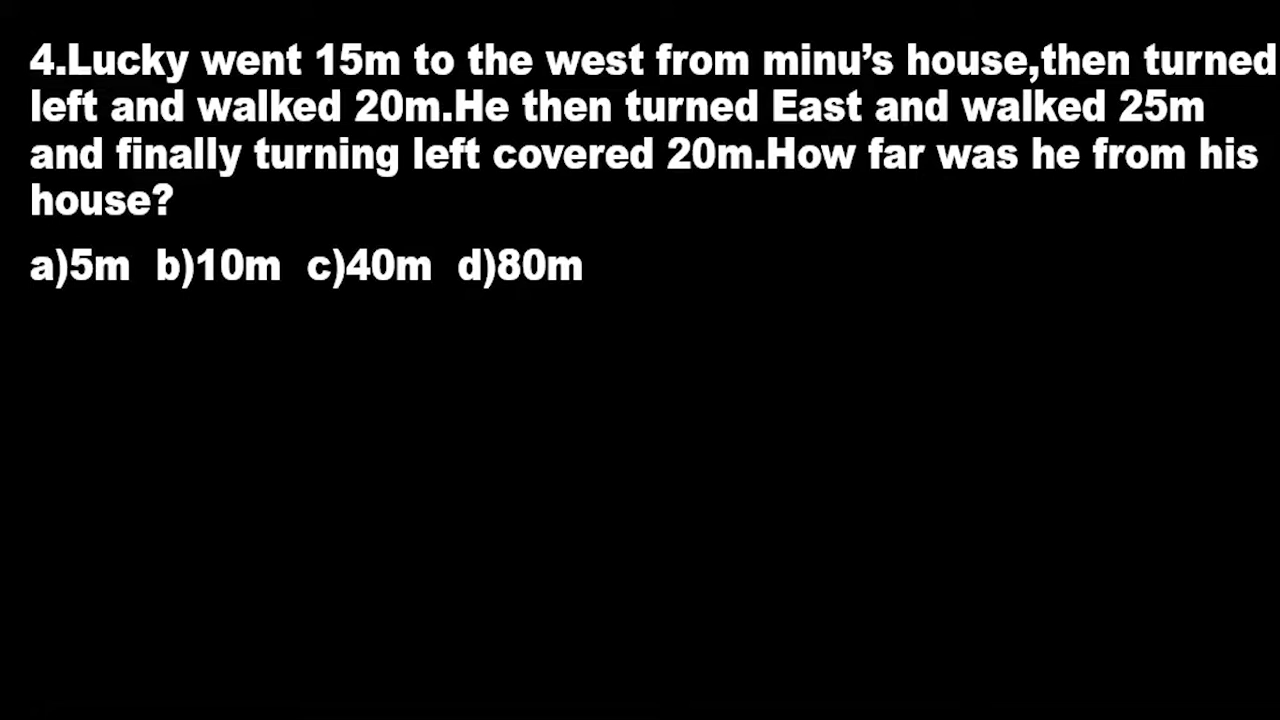 4.Lucky went 15m to the west from minu’s house,then turned
left and walked 20m.He then turned East and walked 25m
and finally turning left covered 20m.How far was he from his
house?
a)5m b)10m c)40m d)80m